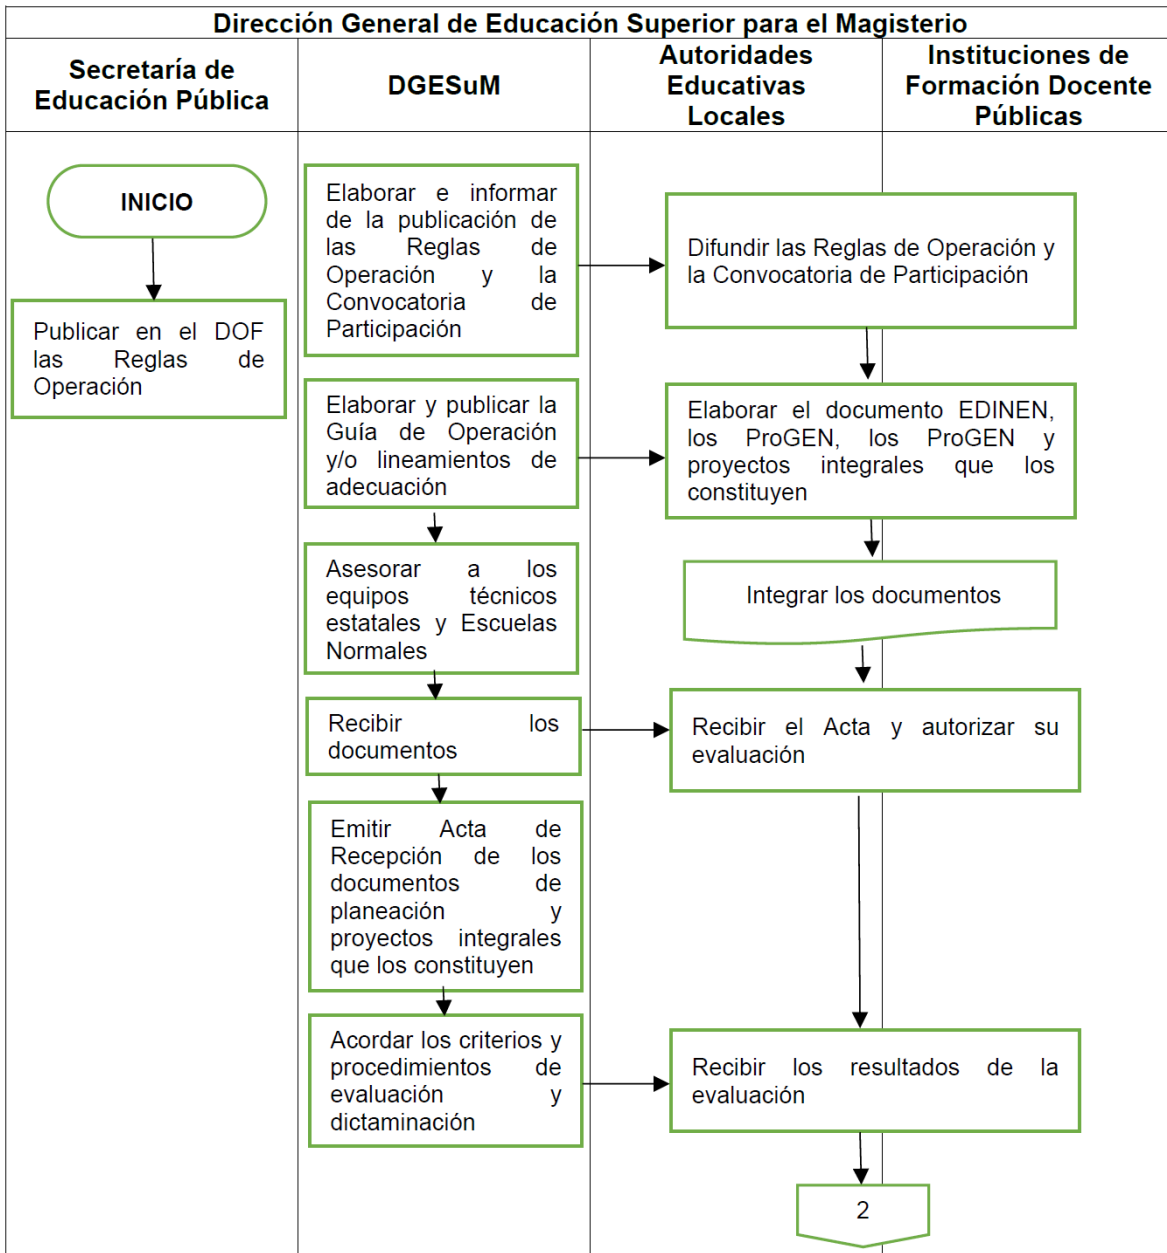 Dirección General de Educación Superior para el Magisterio
Secretaría de
Educación Pública
DGESuM
Autoridades
Educativas
Locales
Instituciones de
Formación Docente
Públicas
INICIO
Publicar en el DOF
las Reglas de
Operación
Elaborar e informar
de la publicación de
las Reglas de
Operación y la
Convocatoria de
Participación
Difundir las Reglas de Operación y
la Convocatoria de Participación
Elaborar y publicar la
Guía de Operación
y/o lineamientos de
adecuación
Elaborar el documento EDINEN,
los ProGEN, los ProGEN y
proyectos integrales que los
constituyen
Asesorar a los
equipos técnicos
estatales y Escuelas
Normales
Integrar los documentos
Recibir los
documentos
Recibir el Acta y autorizar su
evaluación
Emitir Acta de
Recepción de los
documentos de
planeación y
proyectos integrales
que los constituyen
Acordar los criterios y
procedimientos de
evaluación y
dictaminación
Recibir los resultados de la
evaluación
2